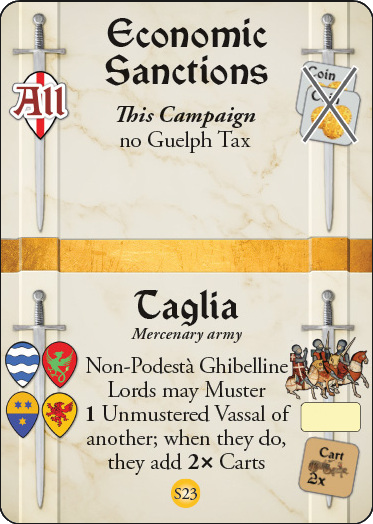 Economic
Sanctions
All
This Campaign
no Guelph Tax
Coin
Coin
Taglia
Mercenary army
Non-Podestà Ghibelline
Lords may Muster
1 Unmustered Vassal of
another; when they do,
they add 2× Carts
Cart
2x
S23